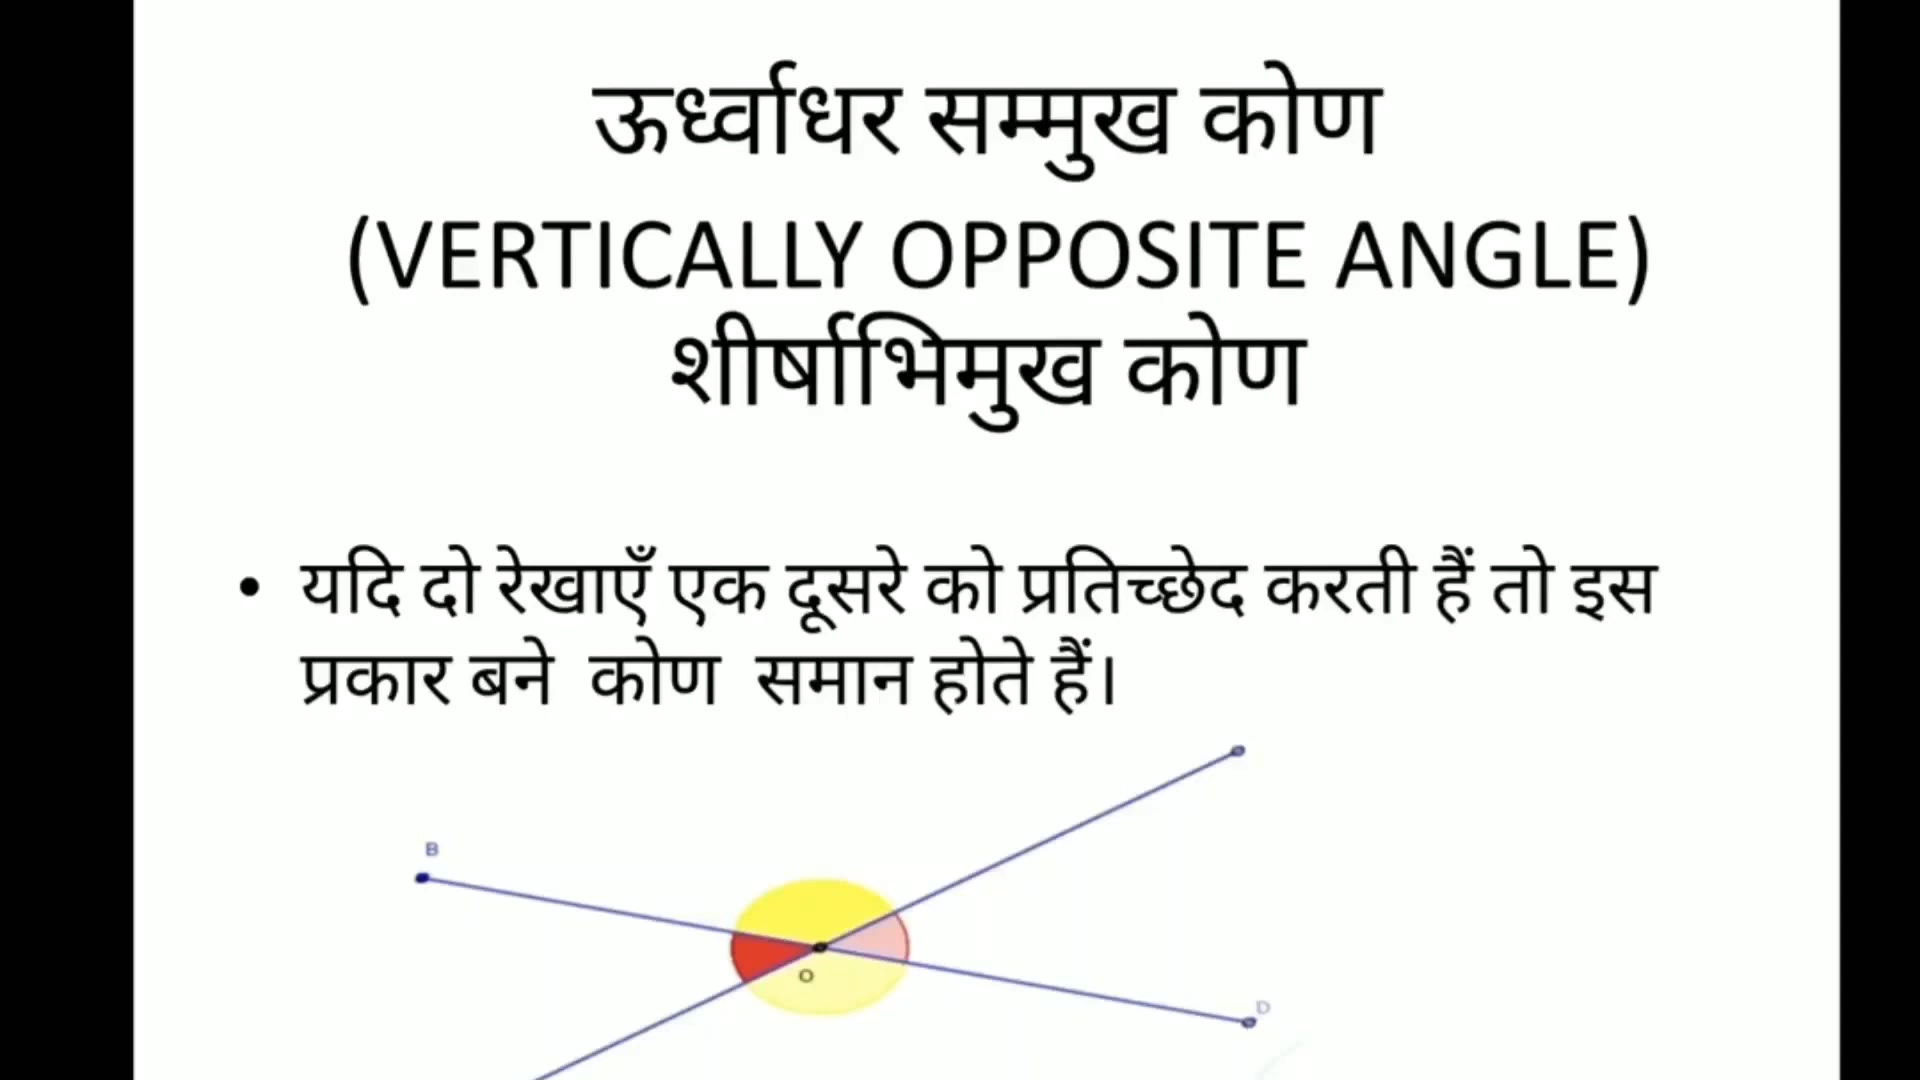 ऊर्ध्वाधर सम्मुख कोण
(VERTICALLY OPPOSITE ANGLE)
शीर्षाभिमुख कोण
• यदि दो रेखाएँ एक दूसरे को प्रतिच्छेद करती हैं तो इस
प्रकार बने कोण समान होते हैं।
B
O
D